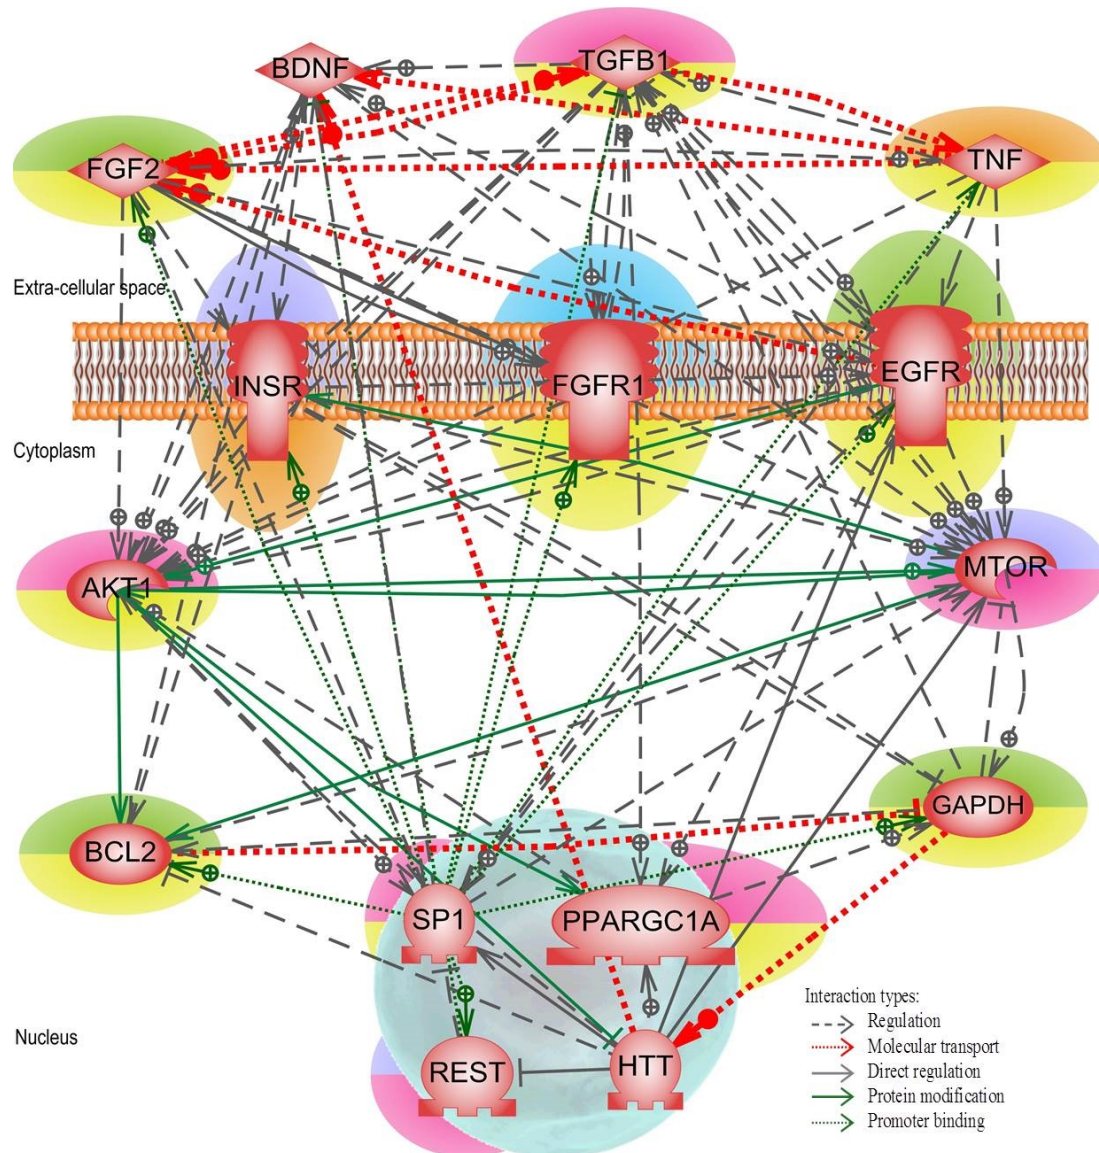 TGFB1
BDNF
FGF2
TNF
Extra-cellular space
INSR
FGFR1
EGFR
Cytoplasm
AKT1
MTOR
GAPDH
BCL2
SP1
PPARGC1A
Interaction types:
Regulation
Nucleus
Molecular transport
REST
HTT
Direct regulation
Protein modification
Promoter binding